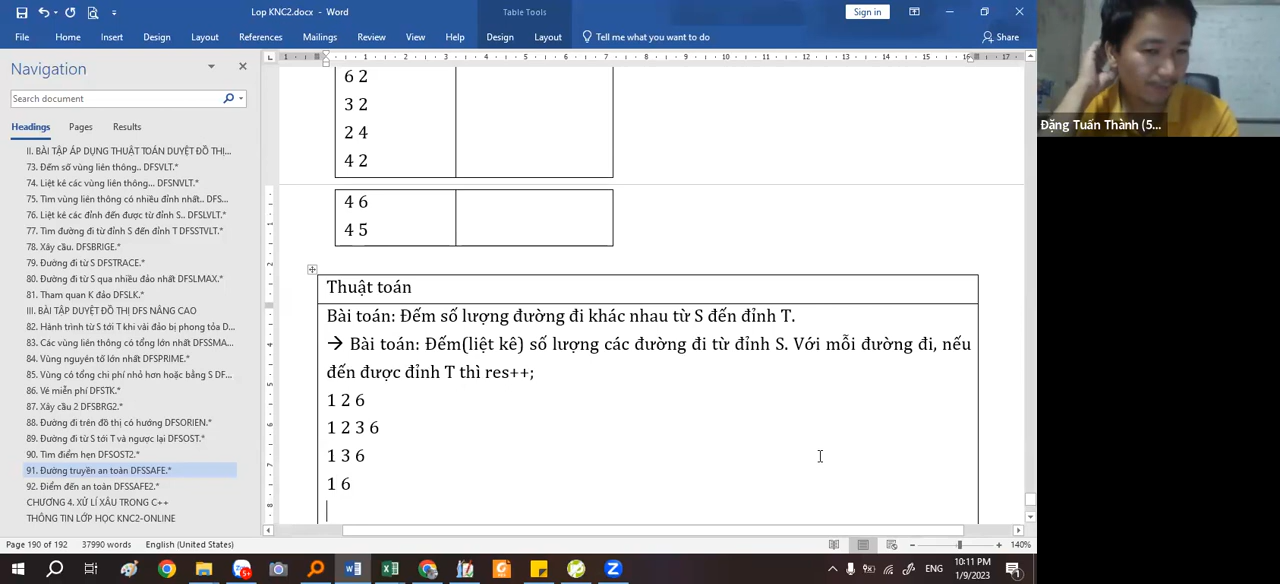 Lop KNC2.docx - Word
Table Tools
Sign in
File Home Insert Design Layout References Mailings Review View Help Design Layout Tell me what you want to do Share
Navigation
Search document
Headings Pages Results
II. BÀI TẬP ÁP DỤNG THUẬT TOÁN DUYỆT ĐỒ THỊ...
73. Đếm số vùng liên thông.. DFSVLT.*
74. Liệt kê các vùng liên thông... DFSNVLT.*
75. Tìm vùng liên thông có nhiều đỉnh nhất.. DFS...
76. Liệt kê các đỉnh đến được từ đỉnh S.. DFSLVLT.*
77. Tìm đường đi từ đỉnh S đến đỉnh T DFSSTVLT.*
78. Xây cầu. DFSBRIGE.*
79. Đường đi từ S DFSTRACE.*
80. Đường đi từ S qua nhiều đảo nhất DFSLMAX.*
81. Tham quan K đảo DFSLK.*
III. BÀI TẬP DUYỆT ĐỒ THỊ DFS NÂNG CAO
82. Hành trình từ S tới T khi vài đảo bị phong tỏa D...
83. Các vùng liên thông có tổng lớn nhất DFSSMA...
84. Vùng nguyên tố lớn nhất DFSPRIME.*
85. Vùng có tổng chi phí nhỏ hơn hoặc bằng S DF...
86. Vé miễn phí DFSTK.*
87. Xây cầu 2 DFSBRG2.*
88. Đường đi trên đồ thị có hướng DFSORIEN.*
89. Đường đi từ S tới T và ngược lại DFSOST.*
90. Tìm điểm hẹn DFSOST2.*
91. Đường truyền an toàn DFSSAFE.*
92. Điểm đến an toàn DFSSAFE2.*
CHƯƠNG 4. XỬ LÍ XÂU TRONG C++
THÔNG TIN LỚP HỌC KNC2-ONLINE
6 2
3 2
2 4
4 2
4 6
4 5
Thuật toán
Bài toán: Đếm số lượng đường đi khác nhau từ S đến đỉnh T.
→ Bài toán: Đếm(liệt kê) số lượng các đường đi từ đỉnh S. Với mỗi đường đi, nếu
đến được đỉnh T thì res++;
1 2 6
1 2 3 6
1 3 6
1 6
Đặng Tuấn Thành (5...
Page 190 of 192 37990 words English (United States)
140%
ENG
10:11 PM
1/9/2023